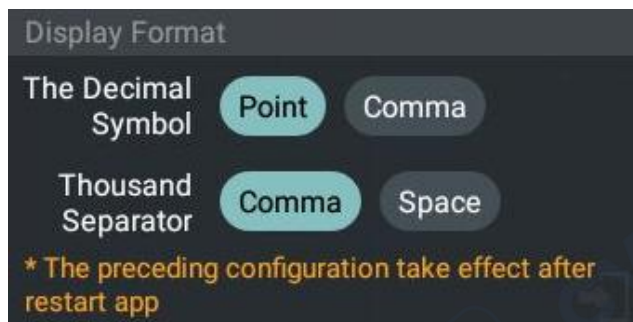 Display Format
The Decimal
Symbol
Point
Comma
Thousand
Separator
Comma
Space
* The preceding configuration take effect after
restart app